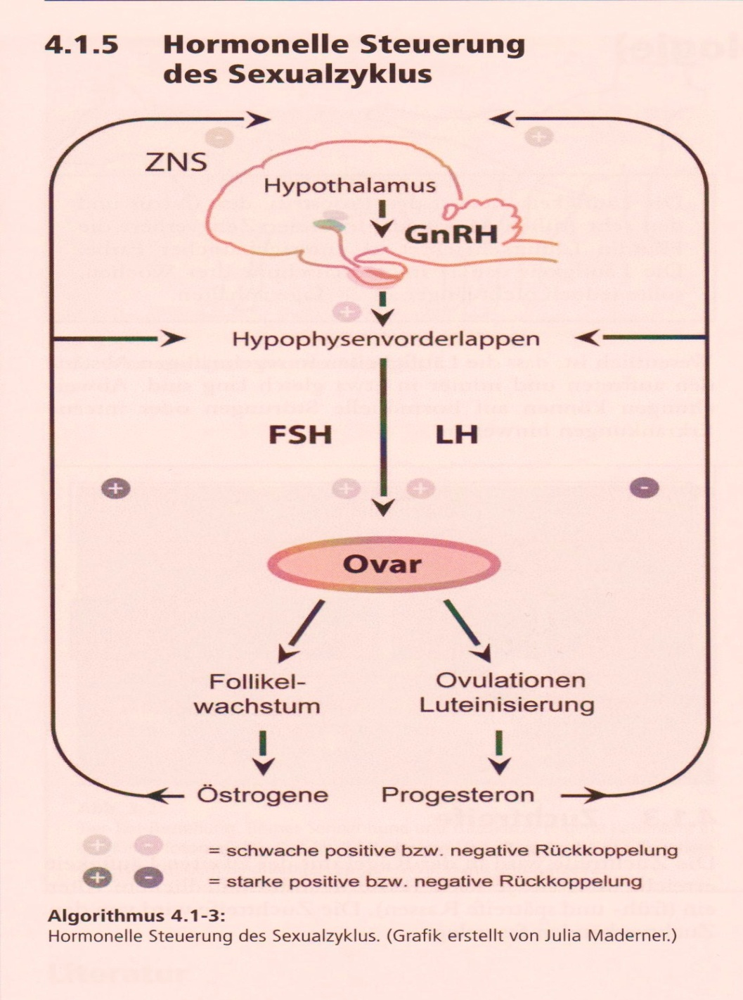 4.1.5 Hormonelle Steuerung
des Sexualzyklus
-
+
ZNS
Hypothalamus
GnRH
+
Hypophysenvorderlappen
FSH LH
+ + + -
Ovar
Follikel-
wachstum
Ovulationen
Luteinisierung
Östrogene Progesteron
+ - = schwache positive bzw. negative Rückkoppelung
+ - = starke positive bzw. negative Rückkoppelung
Algorithmus 4.1-3:
Hormonelle Steuerung des Sexualzyklus. (Grafik erstellt von Julia Maderner.)